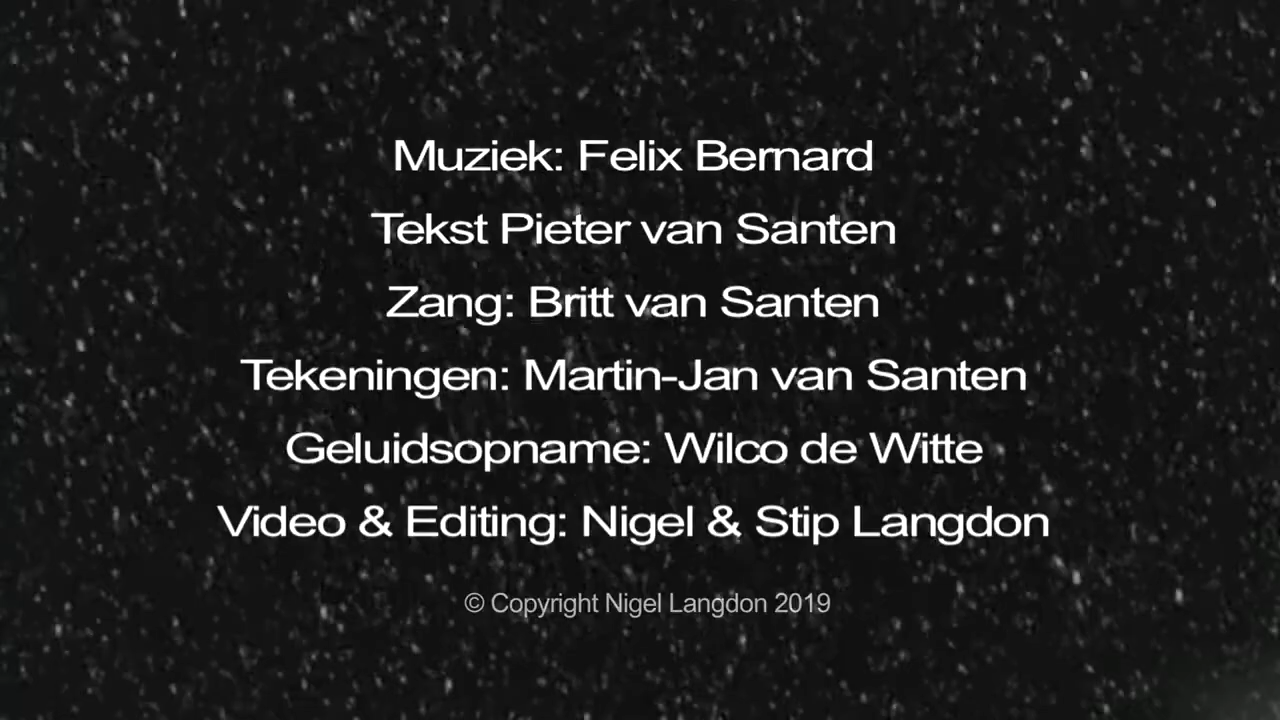 Muziek: Felix Bernard
Tekst Pieter van Santen
Zang: Britt van Santen
Tekeningen: Martin-Jan van Santen
Geluidsopname: Wilco de Witte
Video & Editing: Nigel & Stip Langdon
© Copyright Nigel Langdon 2019